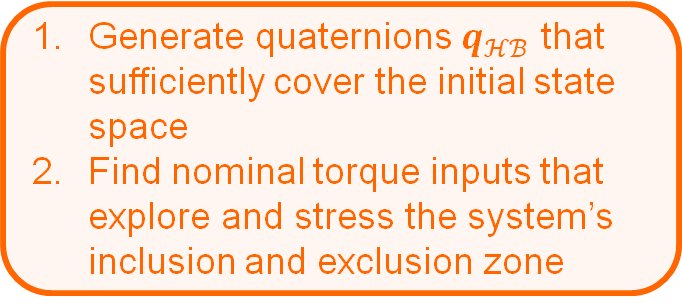 1. Generate quaternions q_ℋℬ that
sufficiently cover the initial state
space
2. Find nominal torque inputs that
explore and stress the system's
inclusion and exclusion zone